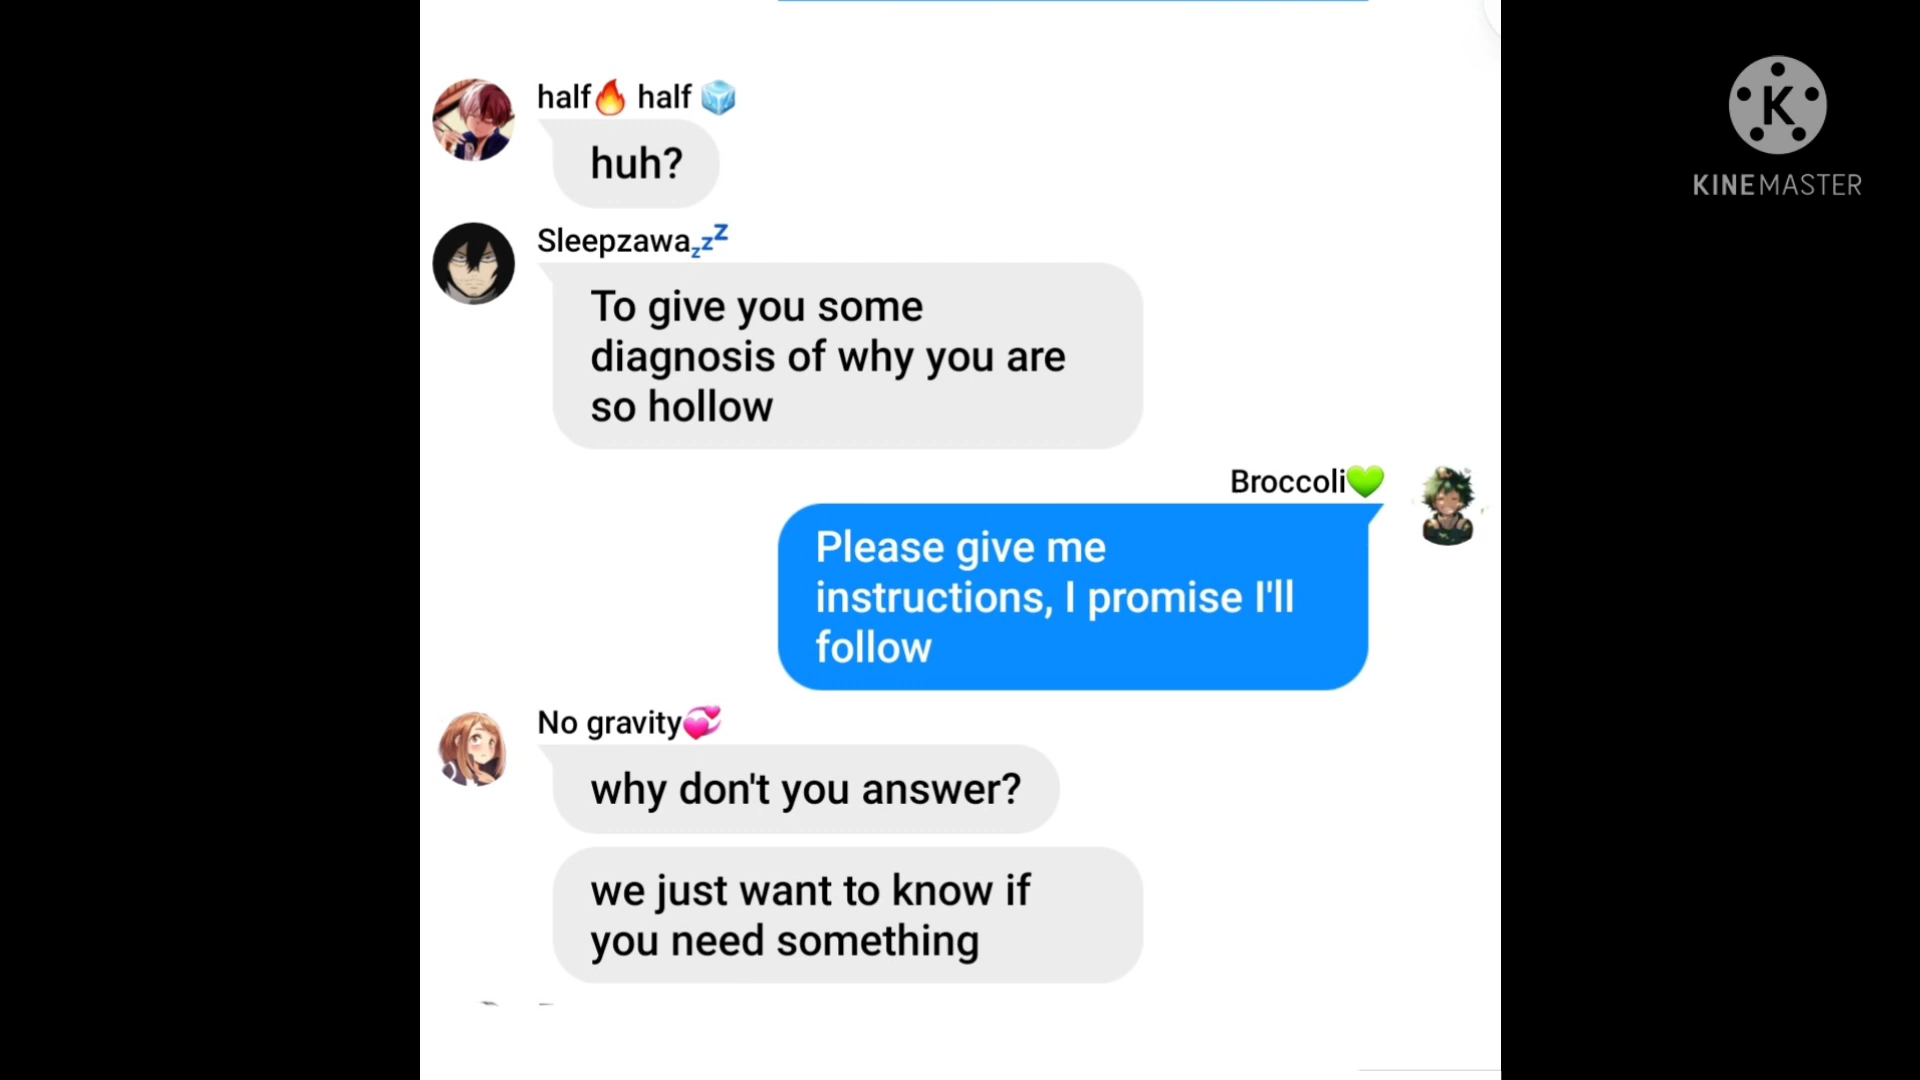 half🔥 half 🧊
huh?
Sleepzawa💤
To give you some
diagnosis of why you are
so hollow
Broccoli💚
Please give me
instructions, I promise I'll
follow
No gravity💞
why don't you answer?
we just want to know if
you need something
K
KINEMASTER